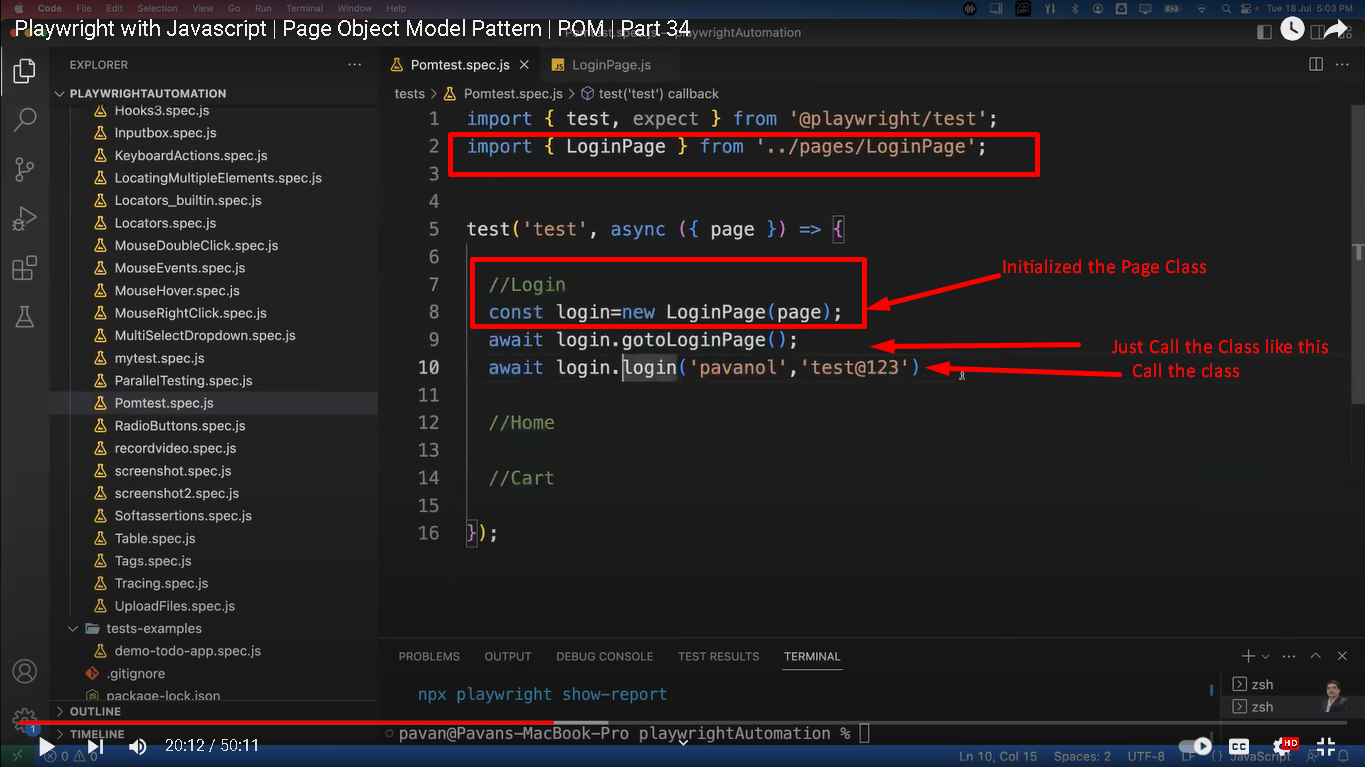 Code File Edit Selection View Go Run Terminal Window Help Tue 18 Jul 5:03 PM
Playwright with Javascript | Page Object Model Pattern | POM | Part 34
Pomtest.spec.js — playwrightAutomation
EXPLORER
PLAYWRIGHTAUTOMATION
Hooks3.spec.js
Inputbox.spec.js
KeyboardActions.spec.js
LocatingMultipleElements.spec.js
Locators_builtin.spec.js
Locators.spec.js
MouseDoubleClick.spec.js
MouseEvents.spec.js
MouseHover.spec.js
MouseRightClick.spec.js
MultiSelectDropdown.spec.js
mytest.spec.js
ParallelTesting.spec.js
Pomtest.spec.js
RadioButtons.spec.js
recordvideo.spec.js
screenshot.spec.js
screenshot2.spec.js
Softassertions.spec.js
Table.spec.js
Tags.spec.js
Tracing.spec.js
UploadFiles.spec.js
tests-examples
demo-todo-app.spec.js
.gitignore
package-lock.json
OUTLINE
TIMELINE
Pomtest.spec.js LoginPage.js
tests > Pomtest.spec.js > test('test') callback
1 import { test, expect } from '@playwright/test';
2 import { LoginPage } from '../pages/LoginPage';
3
4
5 test('test', async ({ page }) => {
6
7 //Login
8 const login=new LoginPage(page);
9 await login.gotoLoginPage();
10 await login.login('pavanol','test@123')
11
12 //Home
13
14 //Cart
15
16 });
Initialized the Page Class
Just Call the Class like this
Call the class
PROBLEMS OUTPUT DEBUG CONSOLE TEST RESULTS TERMINAL
npx playwright show-report
pavan@Pavans-MacBook-Pro playwrightAutomation %
zsh
zsh
1
20:12 / 50:11
CC
HD
0 0
Ln 10, Col 15 Spaces: 2 UTF-8 LF {} JavaScript